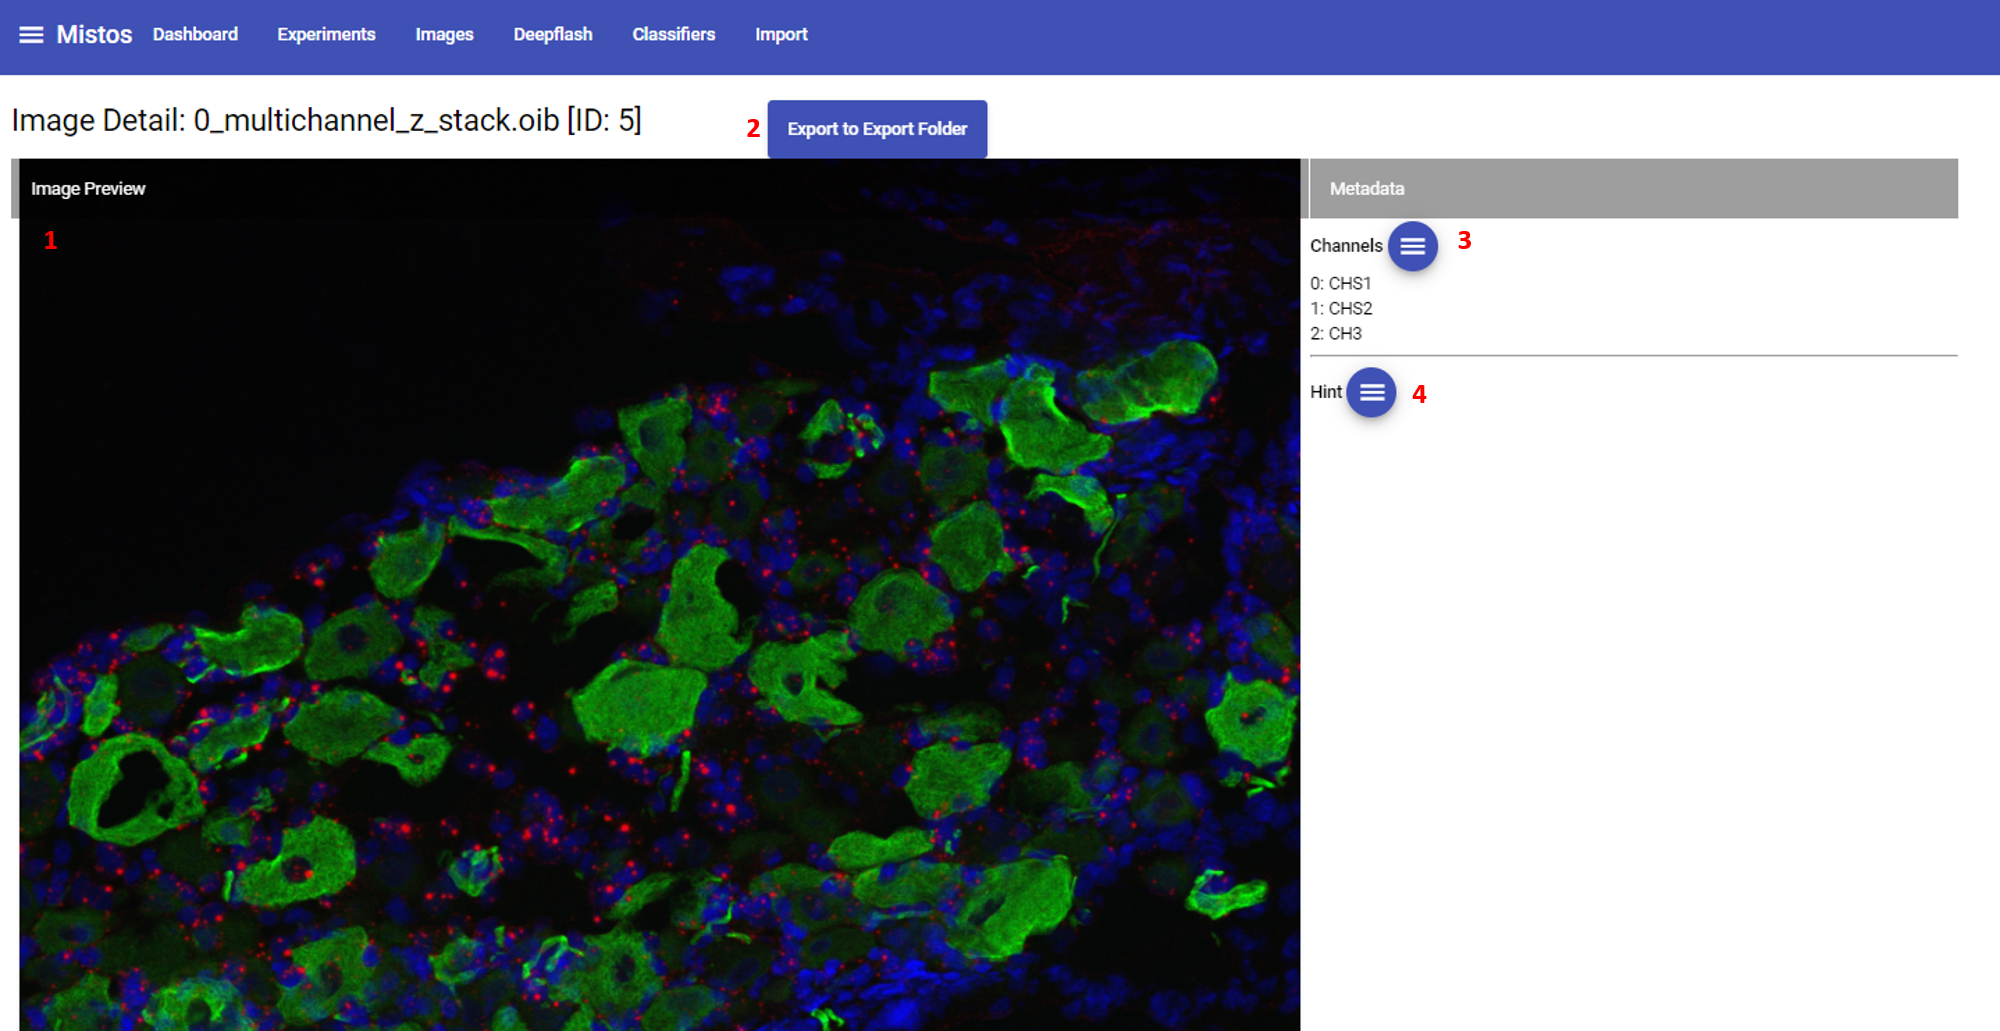 Mistos Dashboard Experiments Images Deepflash Classifiers Import
Image Detail: 0_multichannel_z_stack.oib [ID: 5]
2 Export to Export Folder
Image Preview
1
Metadata
Channels 3
0: CHS1
1: CHS2
2: CH3
Hint 4